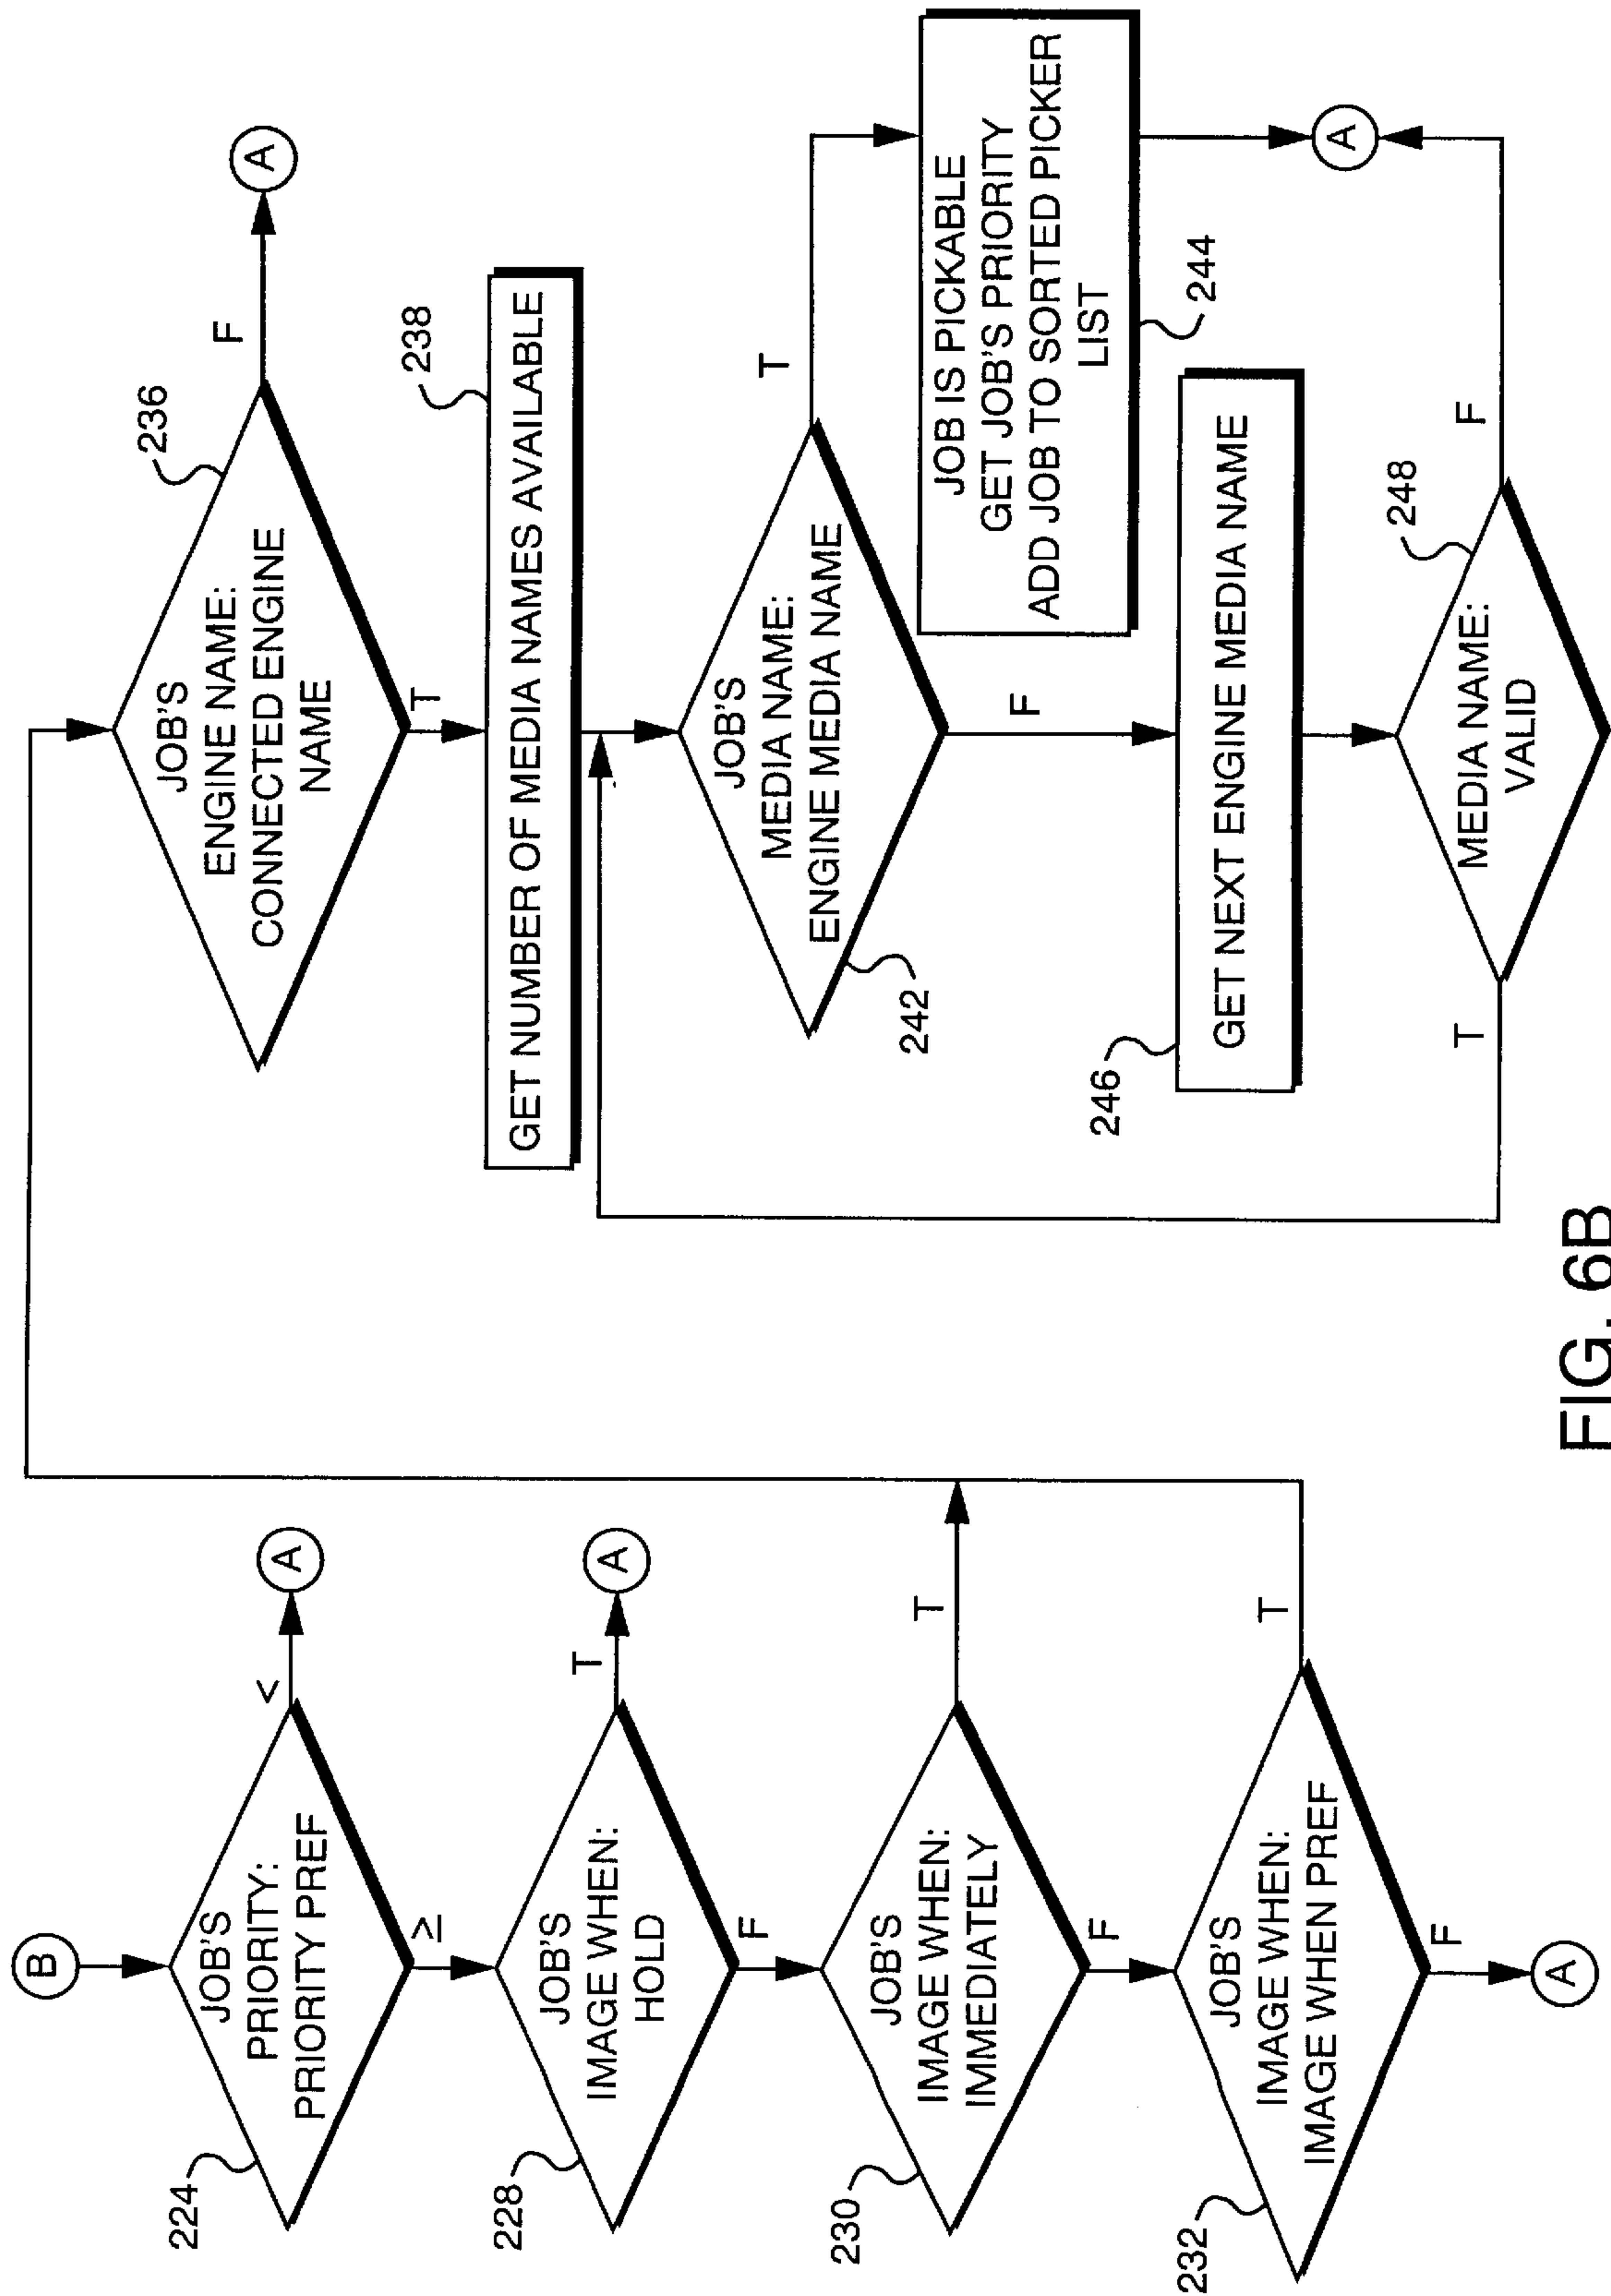 B
224
JOB'S
PRIORITY:
PRIORITY PREF
<
A
≥
228
JOB'S
IMAGE WHEN:
HOLD
T
A
F
230
JOB'S
IMAGE WHEN:
IMMEDIATELY
T
F
232
JOB'S
IMAGE WHEN:
IMAGE WHEN PREF
T
F
A
236
JOB'S
ENGINE NAME:
CONNECTED ENGINE
NAME
F
A
T
238
GET NUMBER OF MEDIA NAMES AVAILABLE
242
JOB'S
MEDIA NAME:
ENGINE MEDIA NAME
T
JOB IS PICKABLE
GET JOB'S PRIORITY
ADD JOB TO SORTED PICKER
LIST
244
F
246
GET NEXT ENGINE MEDIA NAME
A
248
MEDIA NAME:
VALID
T
F
FIG. 6B